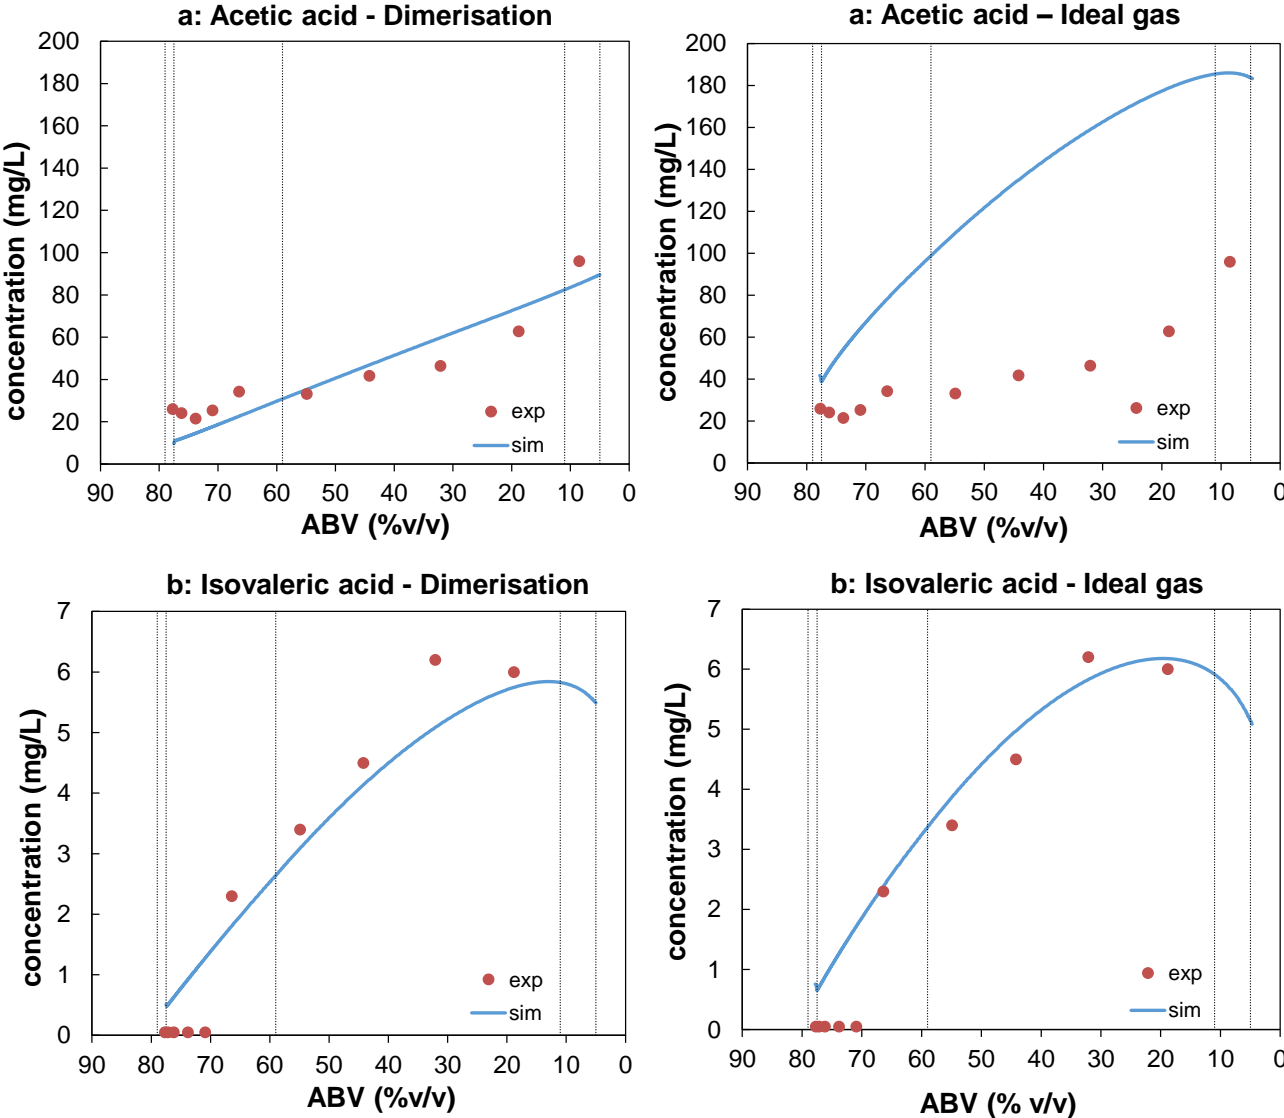 a: Acetic acid - Dimerisation
200
180
160
140
120
100
80
60
40
20
0
concentration (mg/L)
exp
sim
90 80 70 60 50 40 30 20 10 0
ABV (%v/v)
a: Acetic acid – Ideal gas
200
180
160
140
120
100
80
60
40
20
0
concentration (mg/L)
exp
sim
90 80 70 60 50 40 30 20 10 0
ABV (%v/v)
b: Isovaleric acid - Dimerisation
7
6
5
4
3
2
1
0
concentration (mg/L)
exp
sim
90 80 70 60 50 40 30 20 10 0
ABV (%v/v)
b: Isovaleric acid - Ideal gas
7
6
5
4
3
2
1
0
concentration (mg/L)
exp
sim
90 80 70 60 50 40 30 20 10 0
ABV (% v/v)